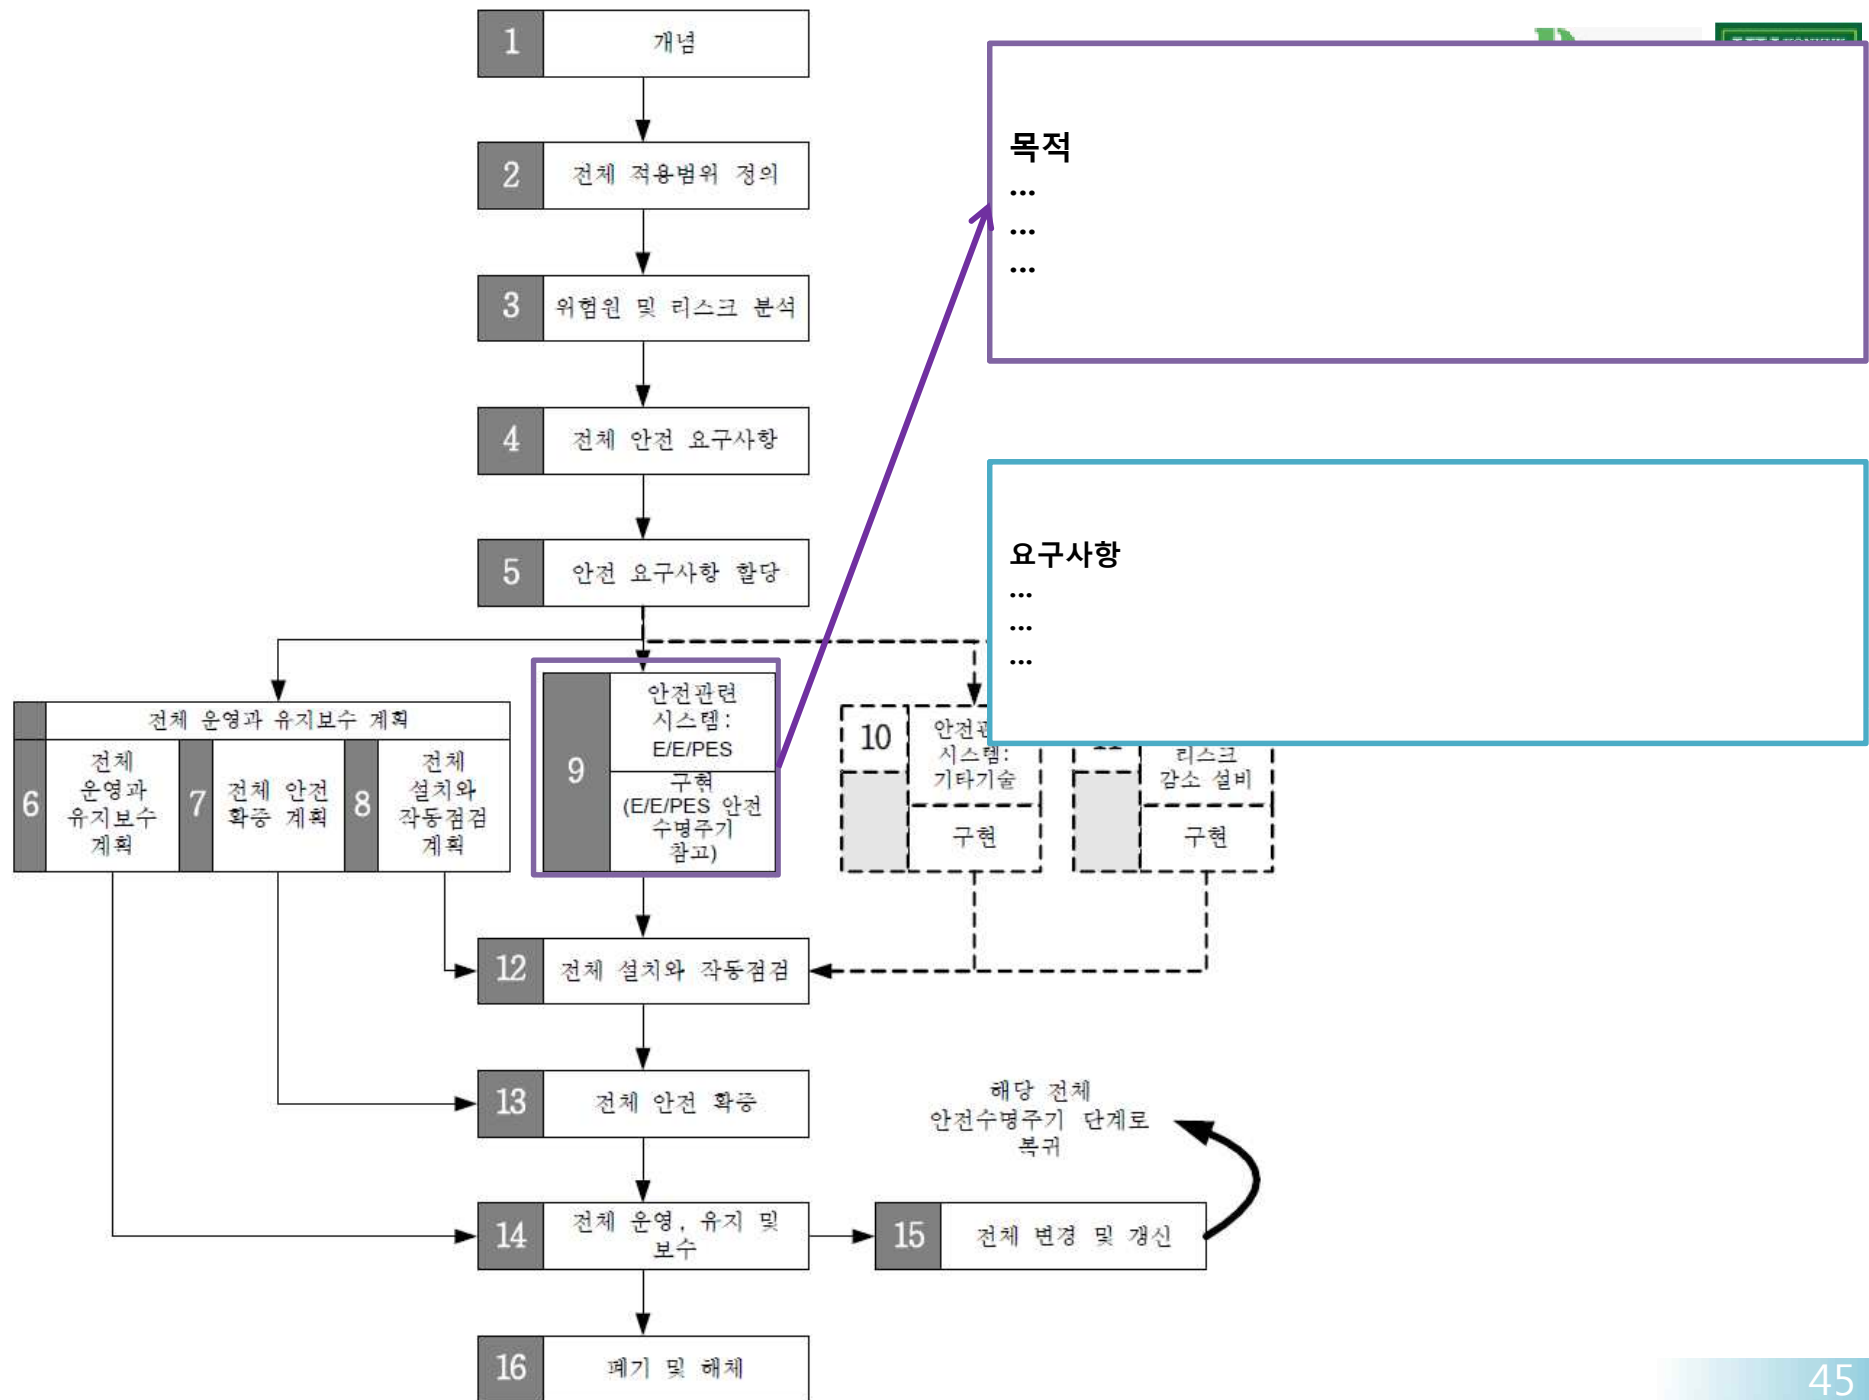 1 개념
2 전체 적용범위 정의
3 위험원 및 리스크 분석
4 전체 안전 요구사항
5 안전 요구사항 할당
목적
...
...
...
요구사항
...
...
...
전체 운영과 유지보수 계획
6
전체
운영과
유지보수
계획
7
전체 안전
확증 계획
8
전체
설치와
작동점검
계획
9
안전관련
시스템:
E/E/PES
구현
(E/E/PES 안전
수명주기
참고)
10
시스템:
기타기술
구현
리스크
감소 설비
구현
12 전체 설치와 작동점검
13 전체 안전 확증
해당 전체
안전수명주기 단계로
복귀
14
전체 운영, 유지 및
보수
15 전체 변경 및 갱신
16 폐기 및 해체
45